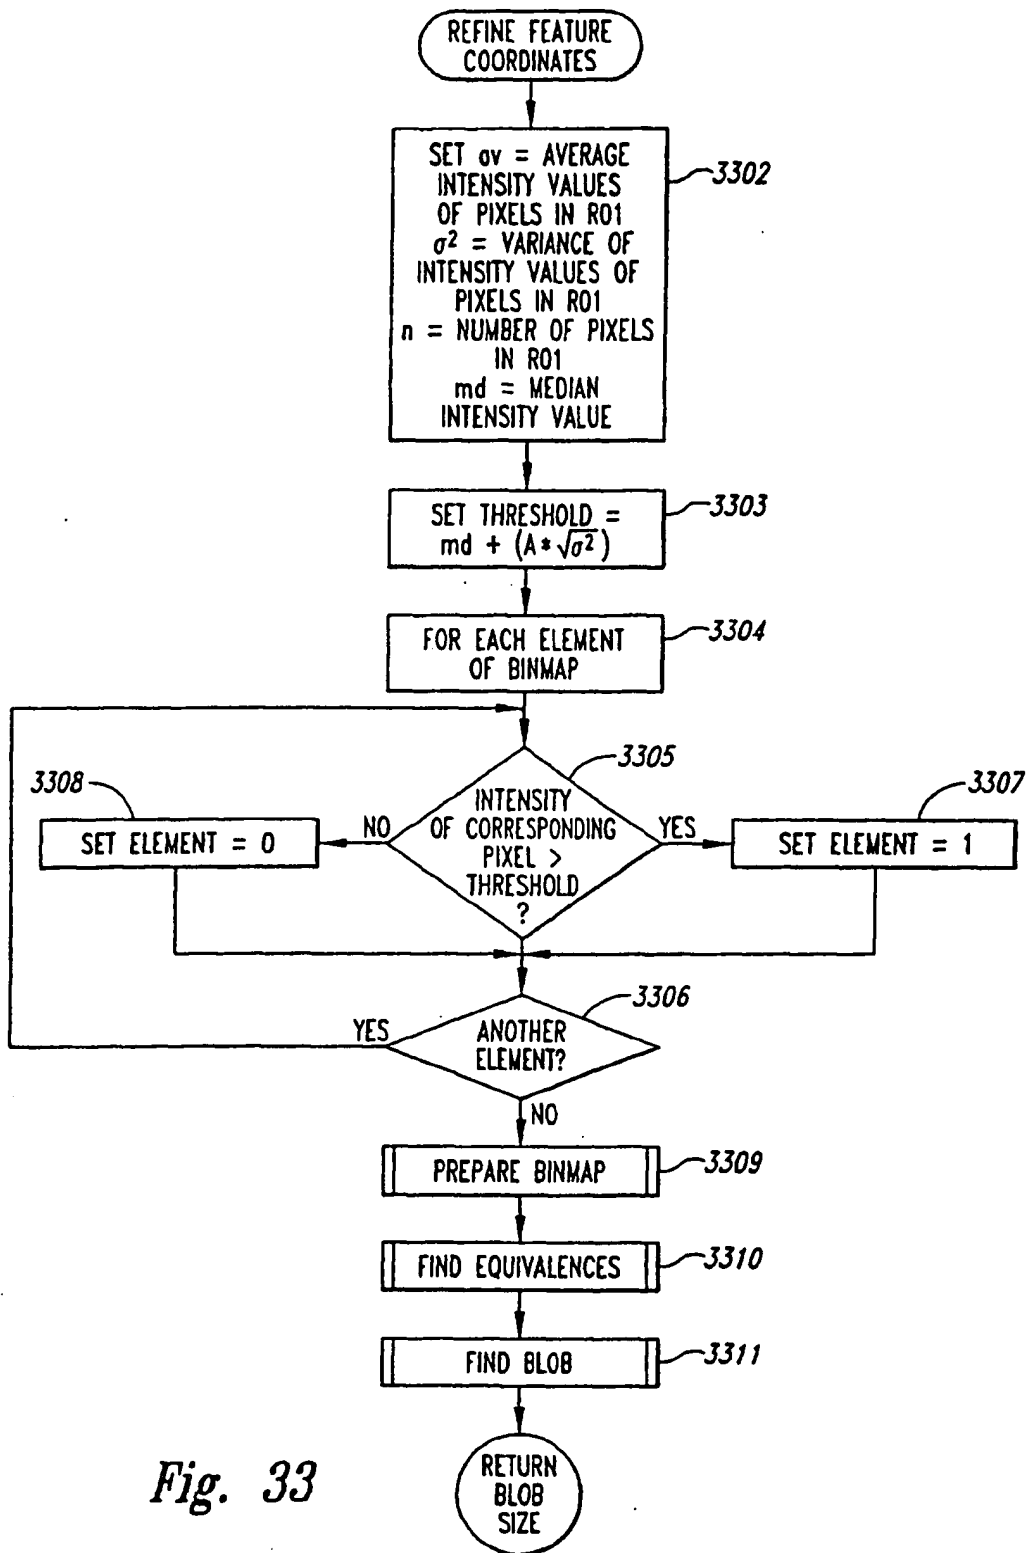 REFINE FEATURE
COORDINATES
SET av = AVERAGE
INTENSITY VALUES
OF PIXELS IN R01
σ² = VARIANCE OF
INTENSITY VALUES OF
PIXELS IN R01
n = NUMBER OF PIXELS
IN R01
md = MEDIAN
INTENSITY VALUE
3302
SET THRESHOLD =
md + (A*√σ²)
3303
FOR EACH ELEMENT
OF BINMAP
3304
3305
INTENSITY
OF CORRESPONDING
PIXEL >
THRESHOLD
?
NO
YES
3308
SET ELEMENT = 0
3307
SET ELEMENT = 1
3306
ANOTHER
ELEMENT?
YES
NO
PREPARE BINMAP
3309
FIND EQUIVALENCES
3310
FIND BLOB
3311
RETURN
BLOB
SIZE
Fig. 33